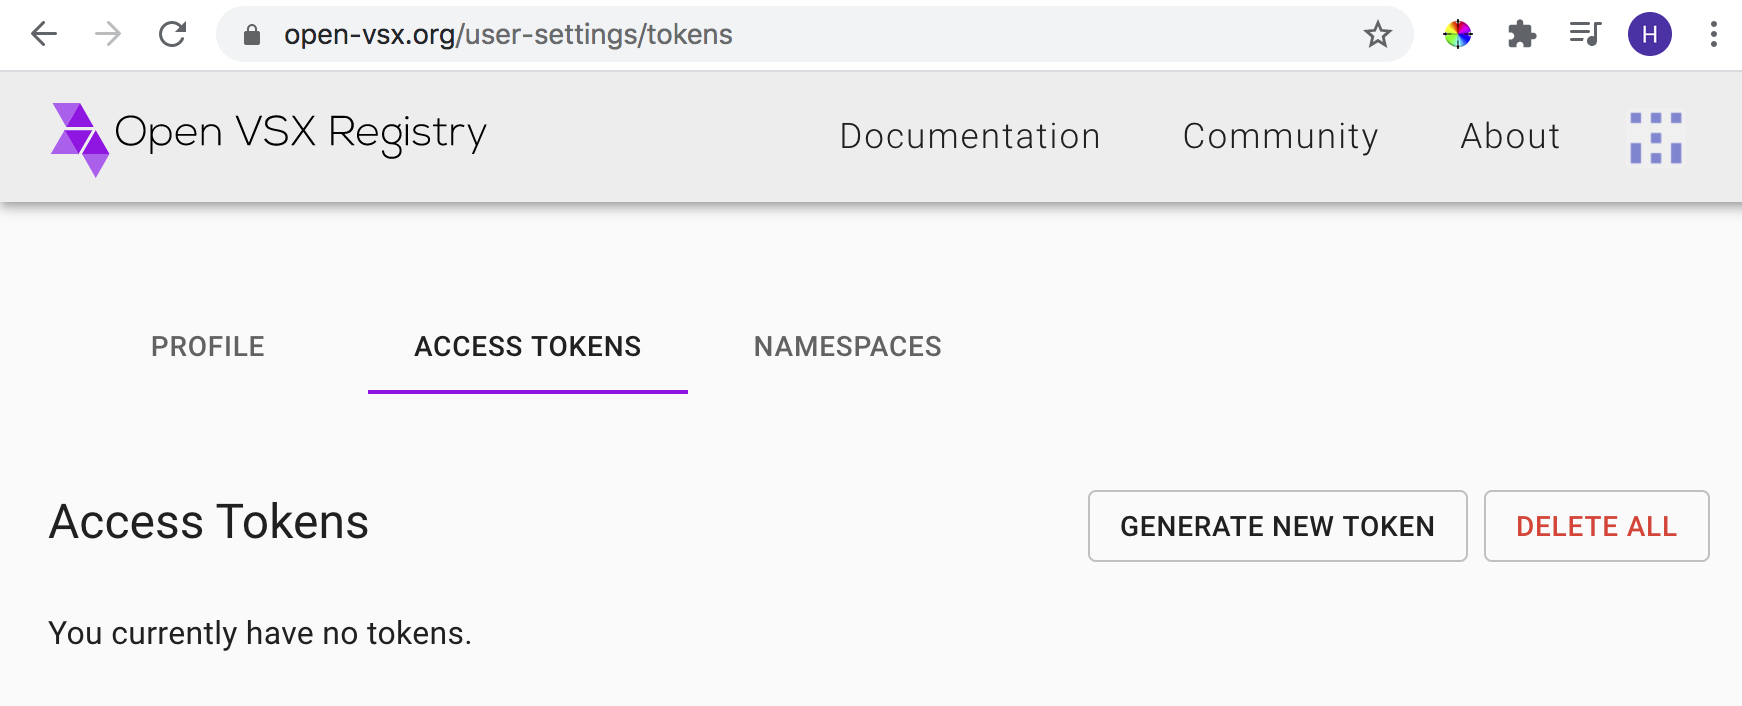 open-vsx.org/user-settings/tokens
H
Open VSX Registry
Documentation
Community
About
PROFILE
ACCESS TOKENS
NAMESPACES
Access Tokens
GENERATE NEW TOKEN
DELETE ALL
You currently have no tokens.